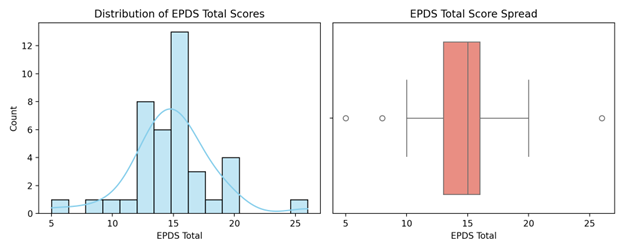 Distribution of EPDS Total Scores
12
10
8
6
4
2
0
Count
5 10 15 20 25
EPDS Total
EPDS Total Score Spread
5 10 15 20 25
EPDS Total